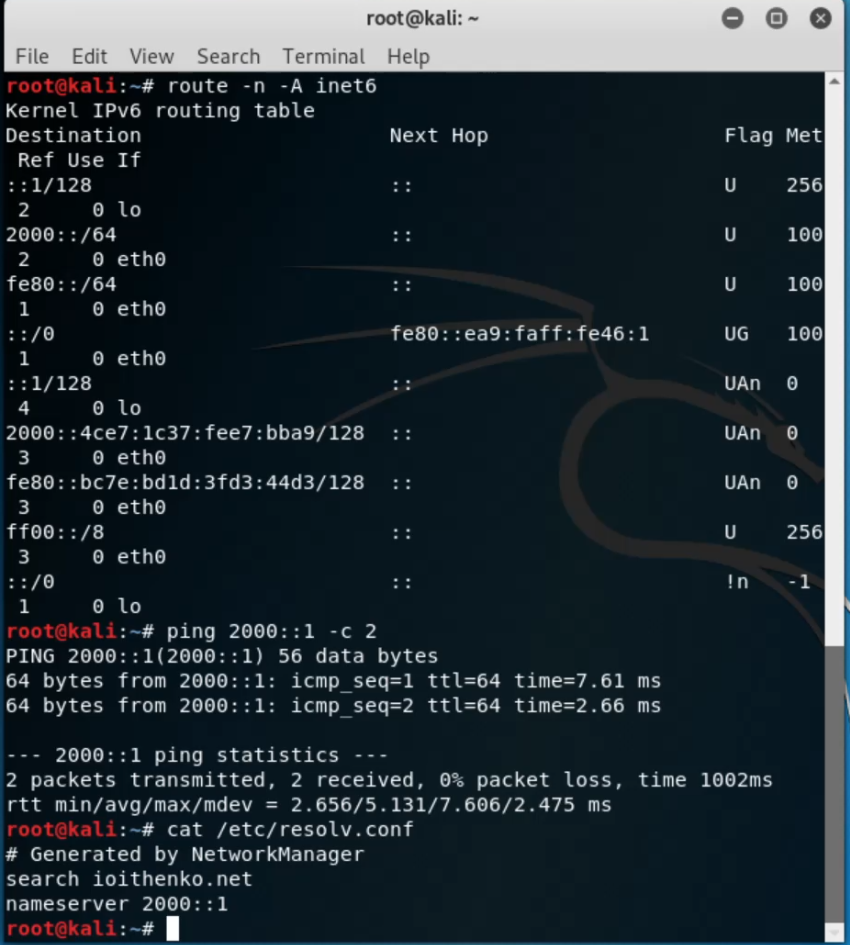 root@kali: ~
File Edit View Search Terminal Help
root@kali:~# route -n -A inet6
Kernel IPv6 routing table
Destination                    Next Hop                   Flag Met
 Ref Use If
::1/128                        ::                         U    256
 2     0 lo
2000::/64                      ::                         U    100
 2     0 eth0
fe80::/64                      ::                         U    100
 1     0 eth0
::/0                           fe80::ea9:faff:fe46:1      UG   100
 1     0 eth0
::1/128                        ::                         UAn  0
 4     0 lo
2000::4ce7:1c37:fee7:bba9/128  ::                         UAn  0
 3     0 eth0
fe80::bc7e:bd1d:3fd3:44d3/128  ::                         UAn  0
 3     0 eth0
ff00::/8                       ::                         U    256
 3     0 eth0
::/0                           ::                         !n   -1
 1     0 lo
root@kali:~# ping 2000::1 -c 2
PING 2000::1(2000::1) 56 data bytes
64 bytes from 2000::1: icmp_seq=1 ttl=64 time=7.61 ms
64 bytes from 2000::1: icmp_seq=2 ttl=64 time=2.66 ms
--- 2000::1 ping statistics ---
2 packets transmitted, 2 received, 0% packet loss, time 1002ms
rtt min/avg/max/mdev = 2.656/5.131/7.606/2.475 ms
root@kali:~# cat /etc/resolv.conf
# Generated by NetworkManager
search ioithenko.net
nameserver 2000::1
root@kali:~#